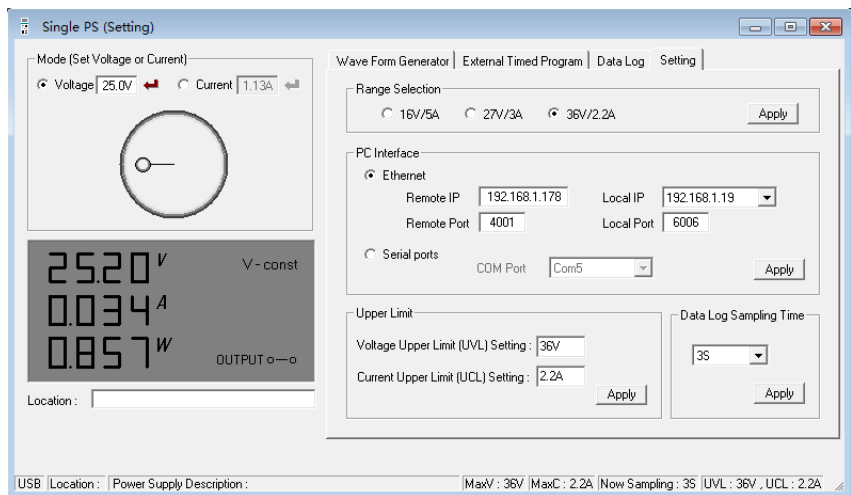 Single PS (Setting)
Mode (Set Voltage or Current)
Voltage 25.0V Current 1.13A
25.20 V V-const
0.034 A
0.857 W OUTPUT
Location :
Wave Form Generator External Timed Program Data Log Setting
Range Selection
16V/5A 27V/3A 36V/2.2A Apply
PC Interface
Ethernet
Remote IP 192.168.1.178 Local IP 192.168.1.19
Remote Port 4001 Local Port 6006
Serial ports
COM Port Com5 Apply
Upper Limit
Voltage Upper Limit (UVL) Setting : 36V
Current Upper Limit (UCL) Setting : 2.2A
Apply
Data Log Sampling Time
3S
Apply
USB Location : Power Supply Description : MaxV : 36V MaxC : 2.2A Now Sampling : 3S UVL : 36V , UCL : 2.2A